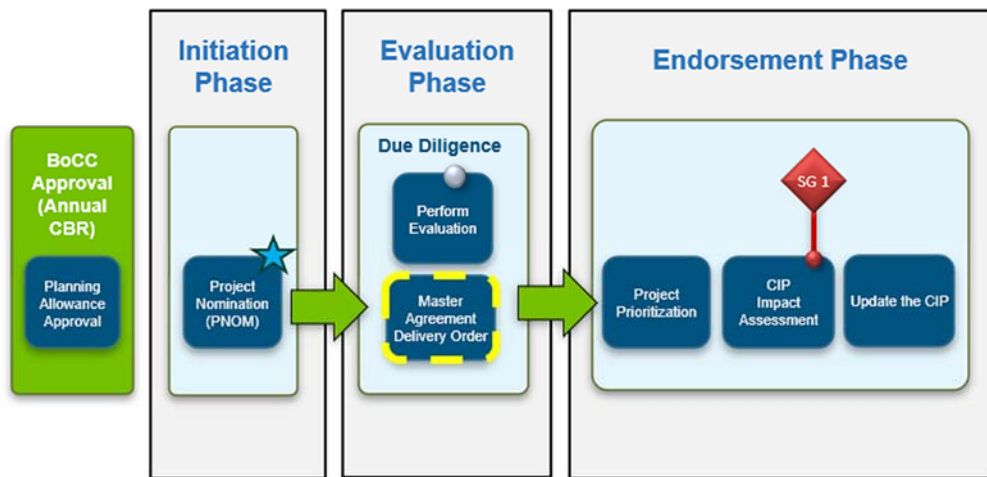 Initiation
Phase
Evaluation
Phase
Endorsement Phase
BoCC
Approval
(Annual
CBR)
Planning
Allowance
Approval
Project
Nomination
(PNOM)
Due Diligence
Perform
Evaluation
Master
Agreement
Delivery Order
SG 1
Project
Prioritization
CIP
Impact
Assessment
Update the CIP